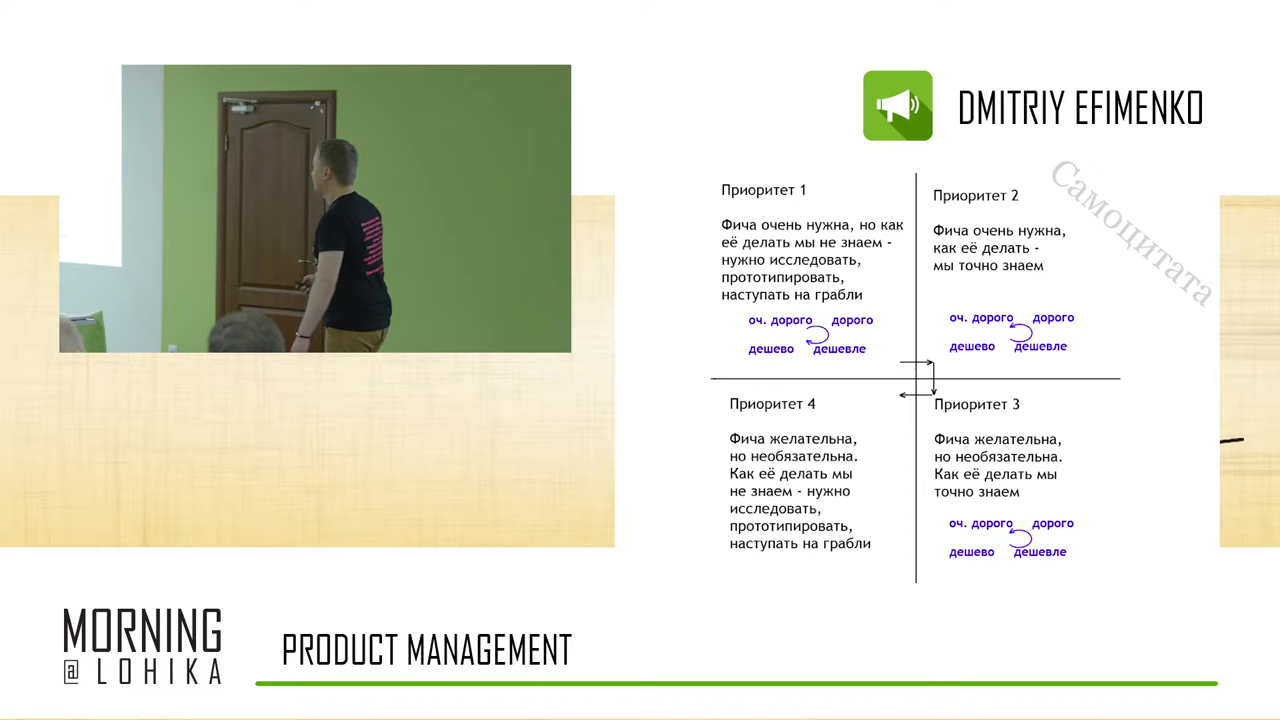 DMITRIY EFIMENKO
Самоцитата
Приоритет 1
Фича очень нужна, но как
её делать мы не знаем -
нужно исследовать,
прототипировать,
наступать на грабли
оч. дорого дорого
дешево дешевле
Приоритет 2
Фича очень нужна,
как её делать -
мы точно знаем
оч. дорого дорого
дешево дешевле
Приоритет 4
Фича желательна,
но необязательна.
Как её делать мы
не знаем - нужно
исследовать,
прототипировать,
наступать на грабли
Приоритет 3
Фича желательна,
но необязательна.
Как её делать мы
точно знаем
оч. дорого дорого
дешево дешевле
MORNING
@ LOHIKA
PRODUCT MANAGEMENT